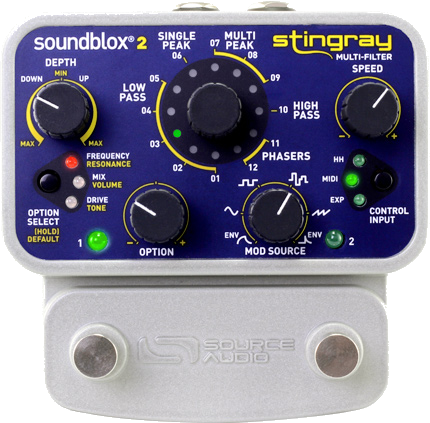 soundblox® 2
stingray
MULTI-FILTER
DEPTH
DOWN
MIN
UP
MAX
MAX
SINGLE
PEAK
MULTI
PEAK
LOW
PASS
HIGH
PASS
PHASERS
01
02
03
04
05
06
07
08
09
10
11
12
SPEED
-
+
FREQUENCY
RESONANCE
MIX
VOLUME
DRIVE
TONE
OPTION
SELECT
(HOLD)
DEFAULT
1
-
+
OPTION
ENV
ENV
MOD SOURCE
HH
MIDI
EXP
CONTROL
INPUT
2
SOURCE
AUDIO